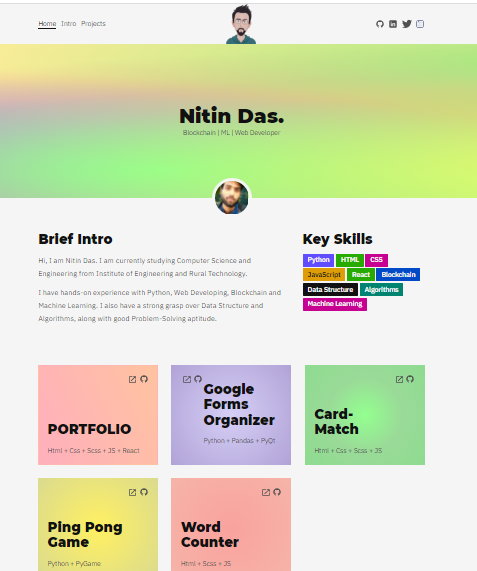 Home Intro Projects
Nitin Das.
Blockchain | ML | Web Developer
Brief Intro
Hi, I am Nitin Das. I am currently studying Computer Science and
Engineering from Institute of Engineering and Rural Technology.
I have hands-on experience with Python, Web Developing, Blockchain and
Machine Learning. I also have a strong grasp over Data Structure and
Algorithms, along with good Problem-Solving aptitude.
Key Skills
Python HTML CSS
JavaScript React Blockchain
Data Structure Algorithms
Machine Learning
PORTFOLIO
Html + Css + Scss + JS + React
Google
Forms
Organizer
Python + Pandas + PyQt
Card-
Match
Html + Css + Scss + JS
Ping Pong
Game
Python + PyGame
Word
Counter
Html + Scss + JS